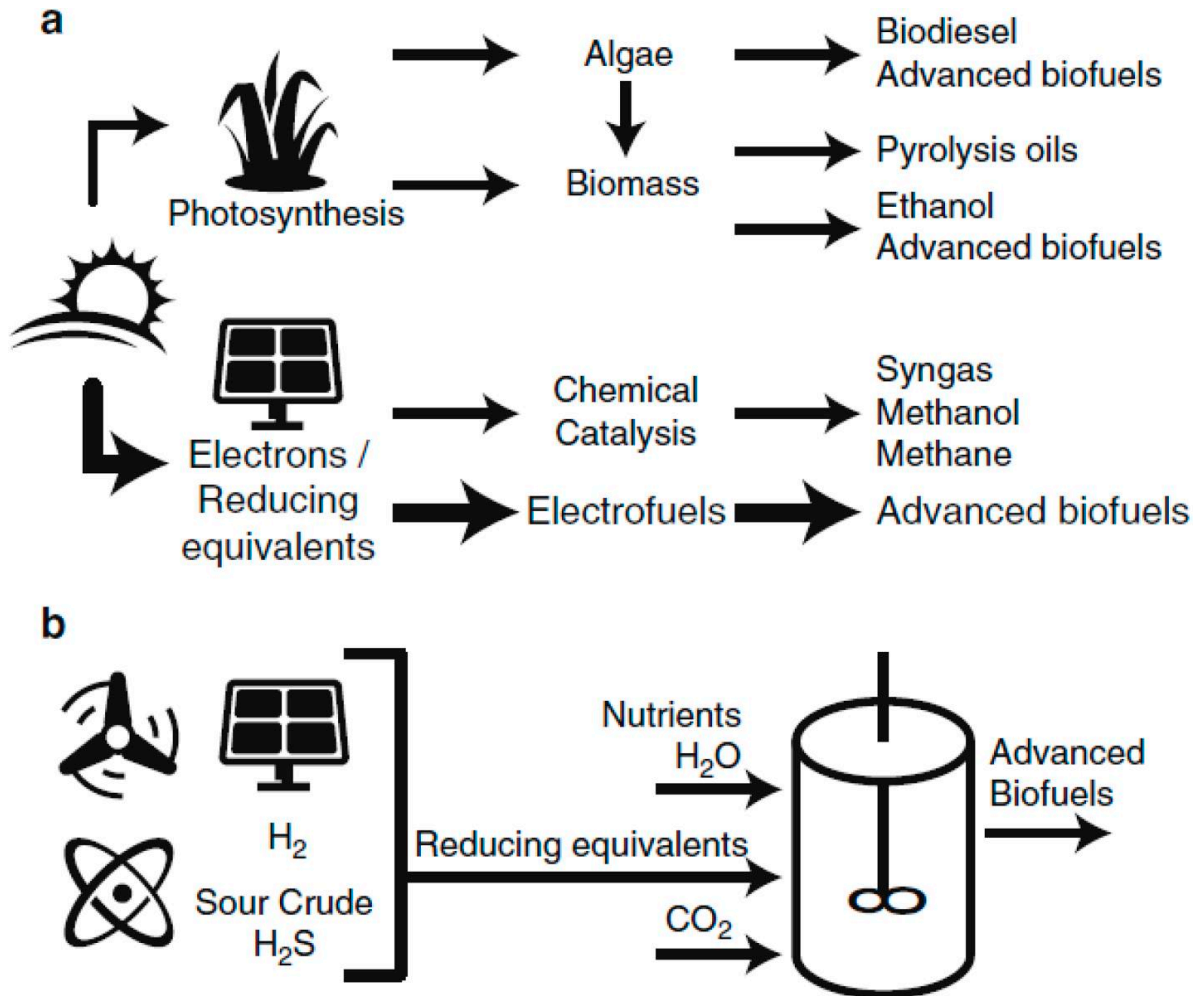 a
Photosynthesis
Algae
Biomass
Biodiesel
Advanced biofuels
Pyrolysis oils
Ethanol
Advanced biofuels
Electrons /
Reducing
equivalents
Chemical
Catalysis
Syngas
Methanol
Methane
Electrofuels
Advanced biofuels
b
H₂
Sour Crude
H₂S
Reducing equivalents
Nutrients
H₂O
CO₂
Advanced
Biofuels